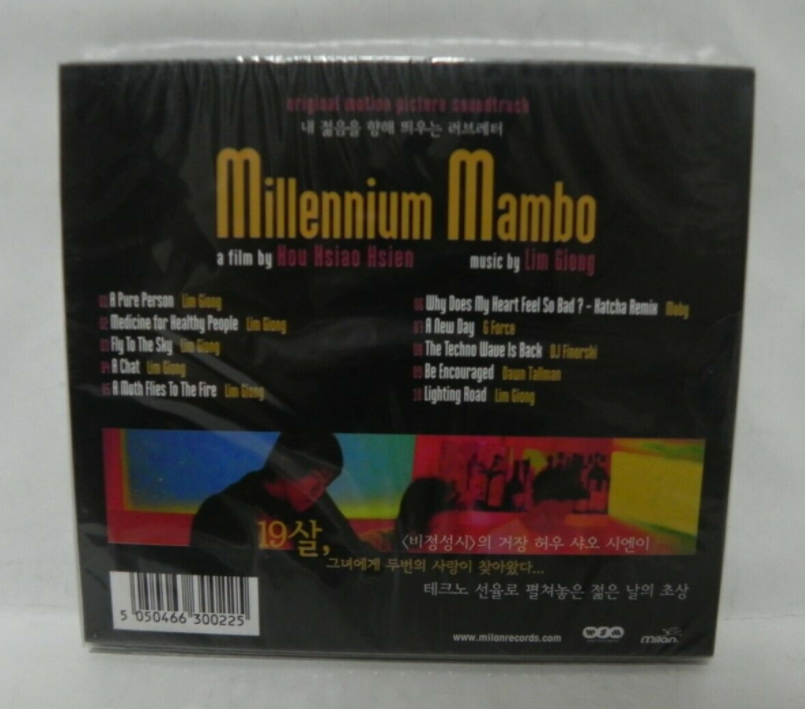 original motion picture soundtrack
내 젊음을 향해 띄우는 러브레터
Millennium Mambo
a film by Hou Hsiao Hsien
music by Lim Giong
01 A Pure Person Lim Giong
02 Medicine for Healthy People Lim Giong
03 Fly To The Sky Lim Giong
04 A Chat Lim Giong
05 A Moth Flies To The Fire Lim Giong
06 Why Does My Heart Feel So Bad? - Katcha Remix Moby
07 A New Day G Force
08 The Techno Wave Is Back DJ Finorski
09 Be Encouraged Dawn Tallman
10 Lighting Road Lim Giong
19살,
<비정성시>의 거장 허우 샤오 시엔이
그녀에게 두번의 사랑이 찾아왔다...
테크노 선율로 펼쳐놓은 젊은 날의 초상
5 050466 300225
www.milanrecords.com
wsm
milan